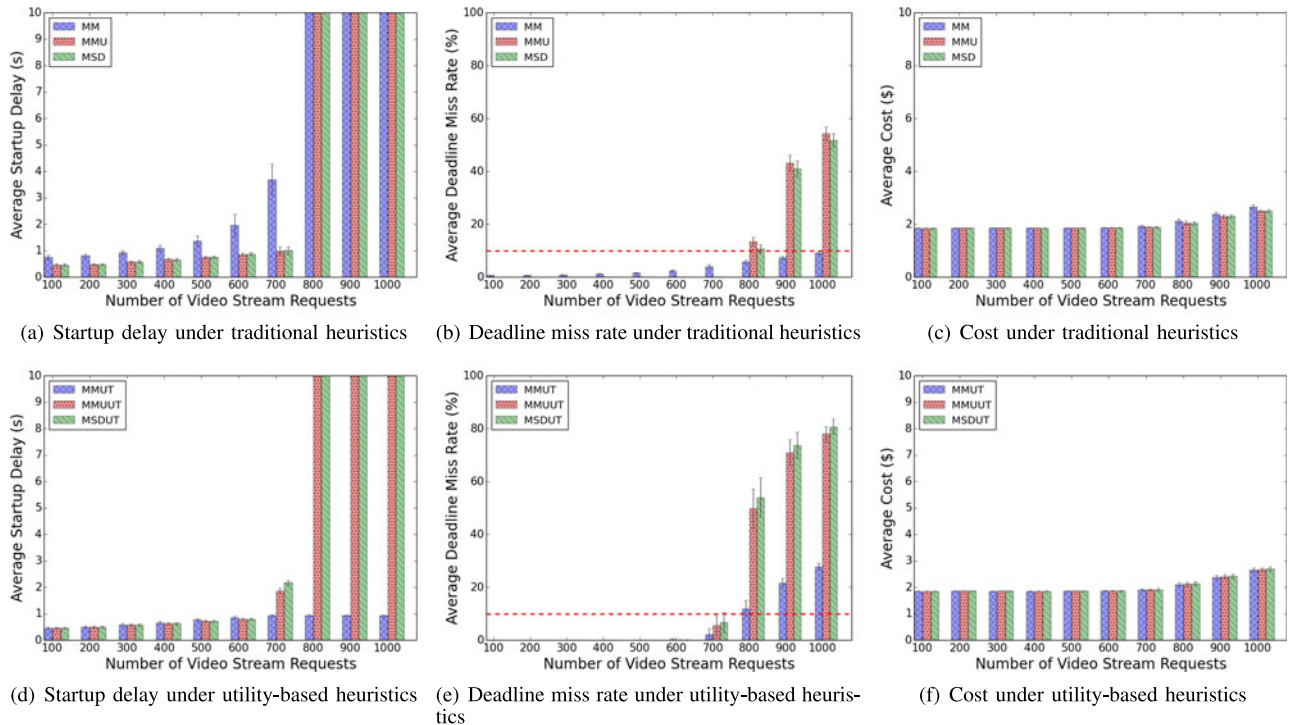 10
9
8
7
6
5
4
3
2
1
0
Average Startup Delay (s)
MM
MMU
MSD
100 200 300 400 500 600 700 800 900 1000
Number of Video Stream Requests
(a) Startup delay under traditional heuristics
100
80
60
40
20
0
Average Deadline Miss Rate (%)
MM
MMU
MSD
100 200 300 400 500 600 700 800 900 1000
Number of Video Stream Requests
(b) Deadline miss rate under traditional heuristics
10
8
6
4
2
0
Average Cost ($)
MM
MMU
MSD
100 200 300 400 500 600 700 800 900 1000
Number of Video Stream Requests
(c) Cost under traditional heuristics
10
9
8
7
6
5
4
3
2
1
0
Average Startup Delay (s)
MMUT
MMUUT
MSDUT
100 200 300 400 500 600 700 800 900 1000
Number of Video Stream Requests
(d) Startup delay under utility-based heuristics
100
80
60
40
20
0
Average Deadline Miss Rate (%)
MMUT
MMUUT
MSDUT
100 200 300 400 500 600 700 800 900 1000
Number of Video Stream Requests
(e) Deadline miss rate under utility-based heuris-
tics
10
9
8
7
6
5
4
3
2
1
0
Average Cost ($)
MMUT
MMUUT
MSDUT
100 200 300 400 500 600 700 800 900 1000
Number of Video Stream Requests
(f) Cost under utility-based heuristics